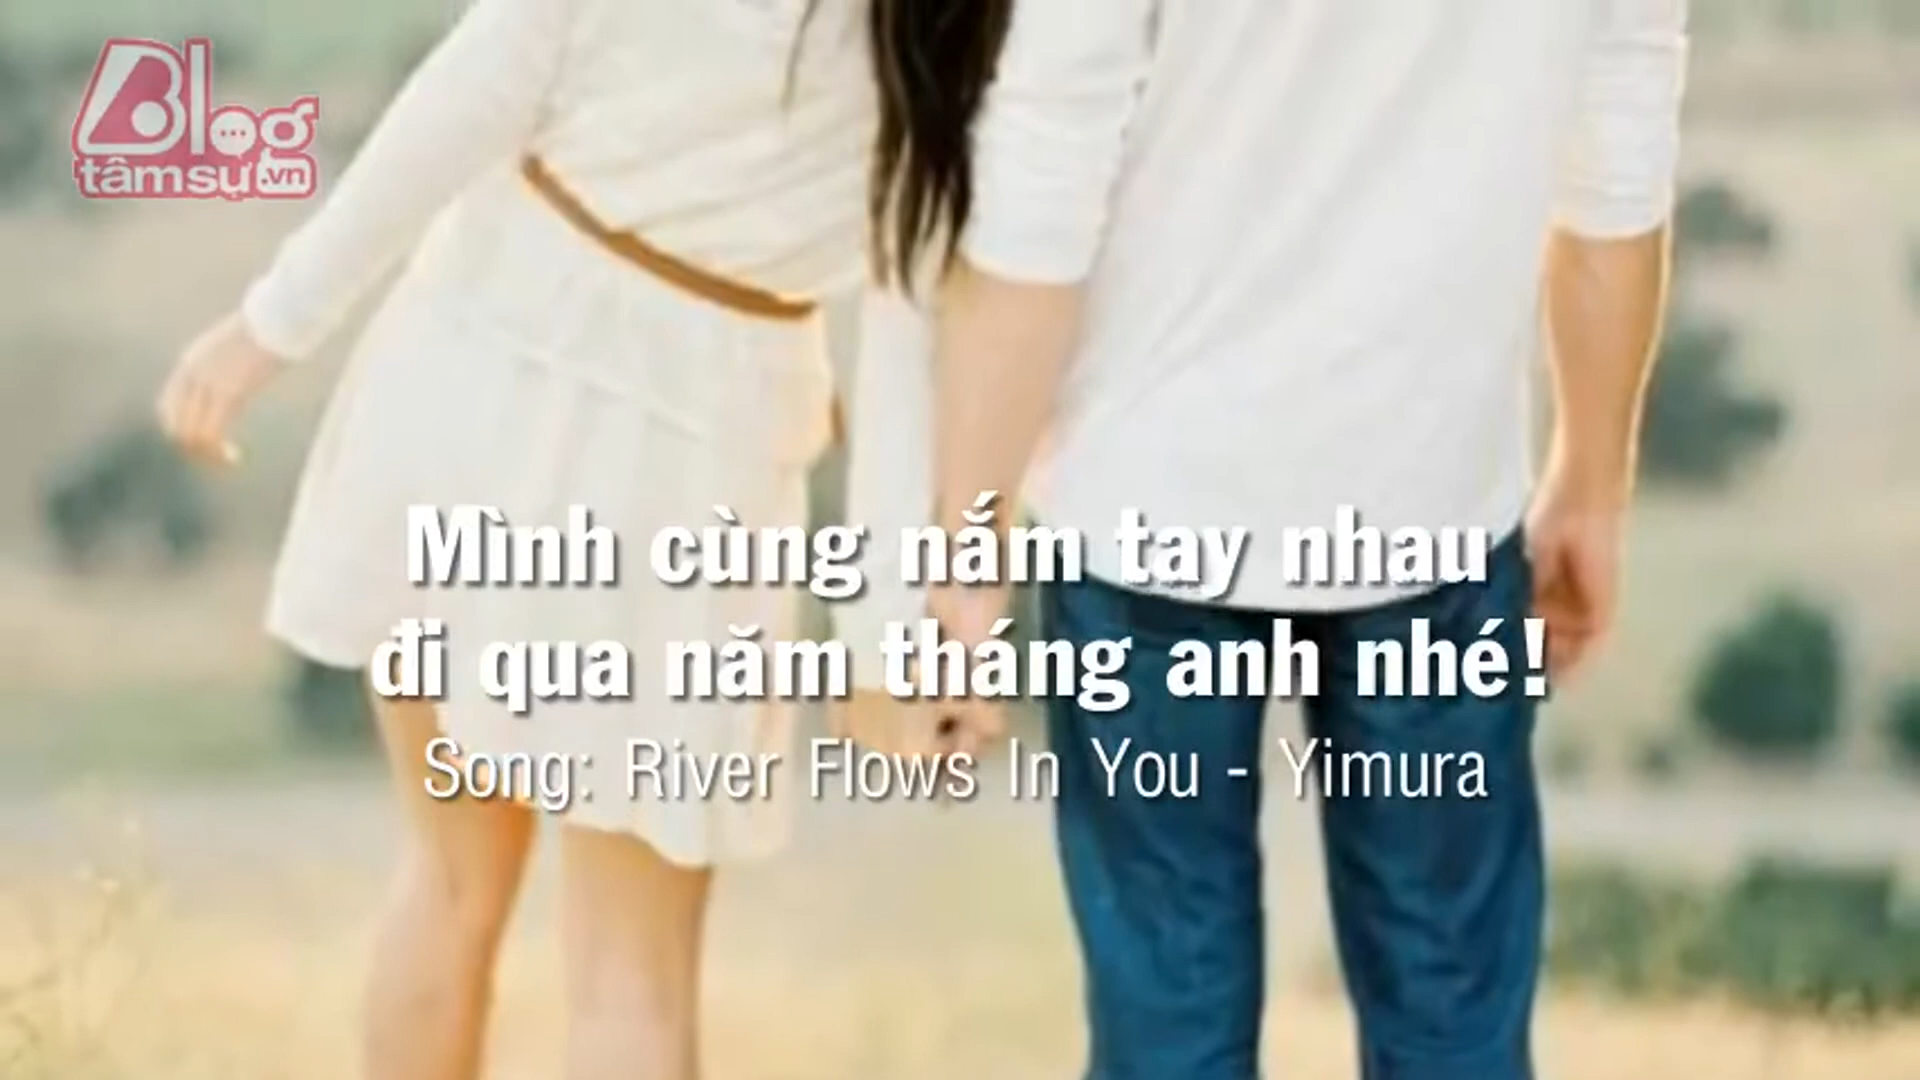 Blog
tâmsự.vn
Mình cùng nắm tay nhau
đi qua năm tháng anh nhé!
Song: River Flows In You - Yimura